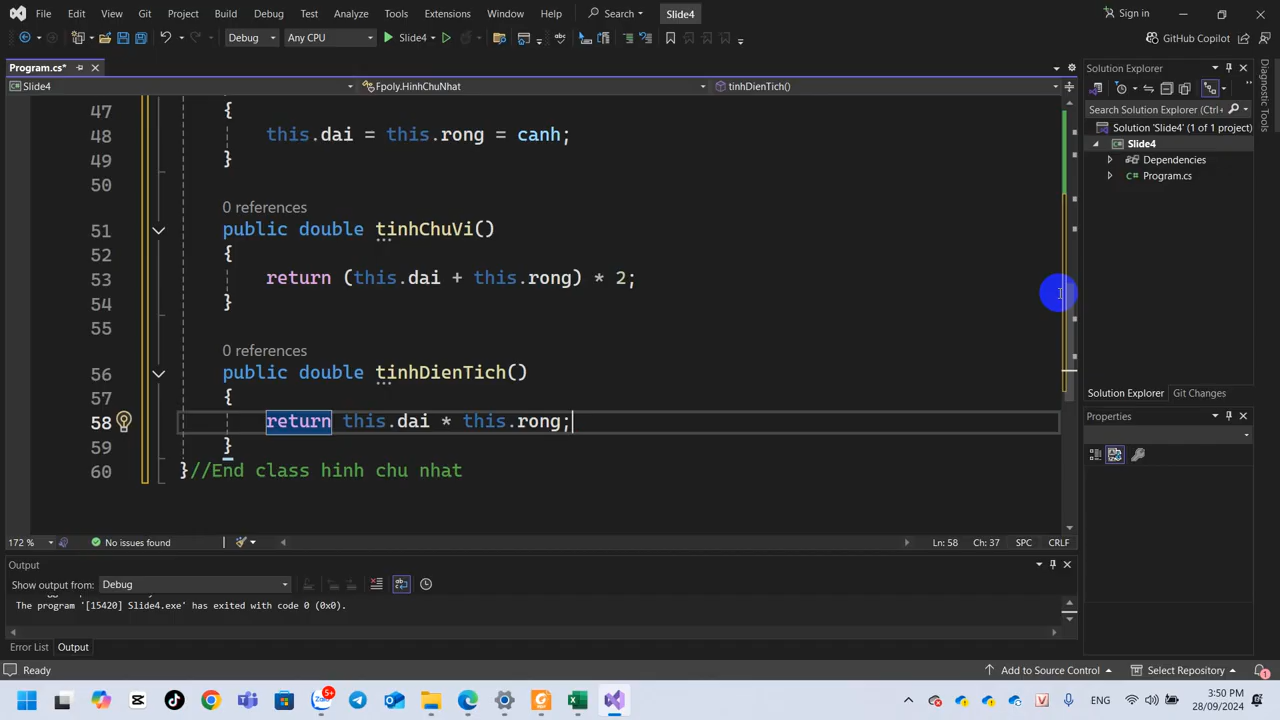 File Edit View Git Project Build Debug Test Analyze Tools Extensions Window Help Search Slide4 Sign in
Debug Any CPU Slide4 GitHub Copilot
Program.cs*
Slide4 Fpoly.HinhChuNhat tinhDienTich()
47 {
48 this.dai = this.rong = canh;
49 }
50
0 references
51 public double tinhChuVi()
52 {
53 return (this.dai + this.rong) * 2;
54 }
55
0 references
56 public double tinhDienTich()
57 {
58 return this.dai * this.rong;
59 }
60 }//End class hinh chu nhat
172 % No issues found Ln: 58 Ch: 37 SPC CRLF
Output
Show output from: Debug
The program '[15420] Slide4.exe' has exited with code 0 (0x0).
Error List Output
Solution Explorer
Search Solution Explorer (Ctrl+
Solution 'Slide4' (1 of 1 project)
Slide4
Dependencies
Program.cs
Solution Explorer Git Changes
Properties
Diagnostic Tools
Ready Add to Source Control Select Repository 1
Zalo 5+ ENG 3:50 PM
28/09/2024